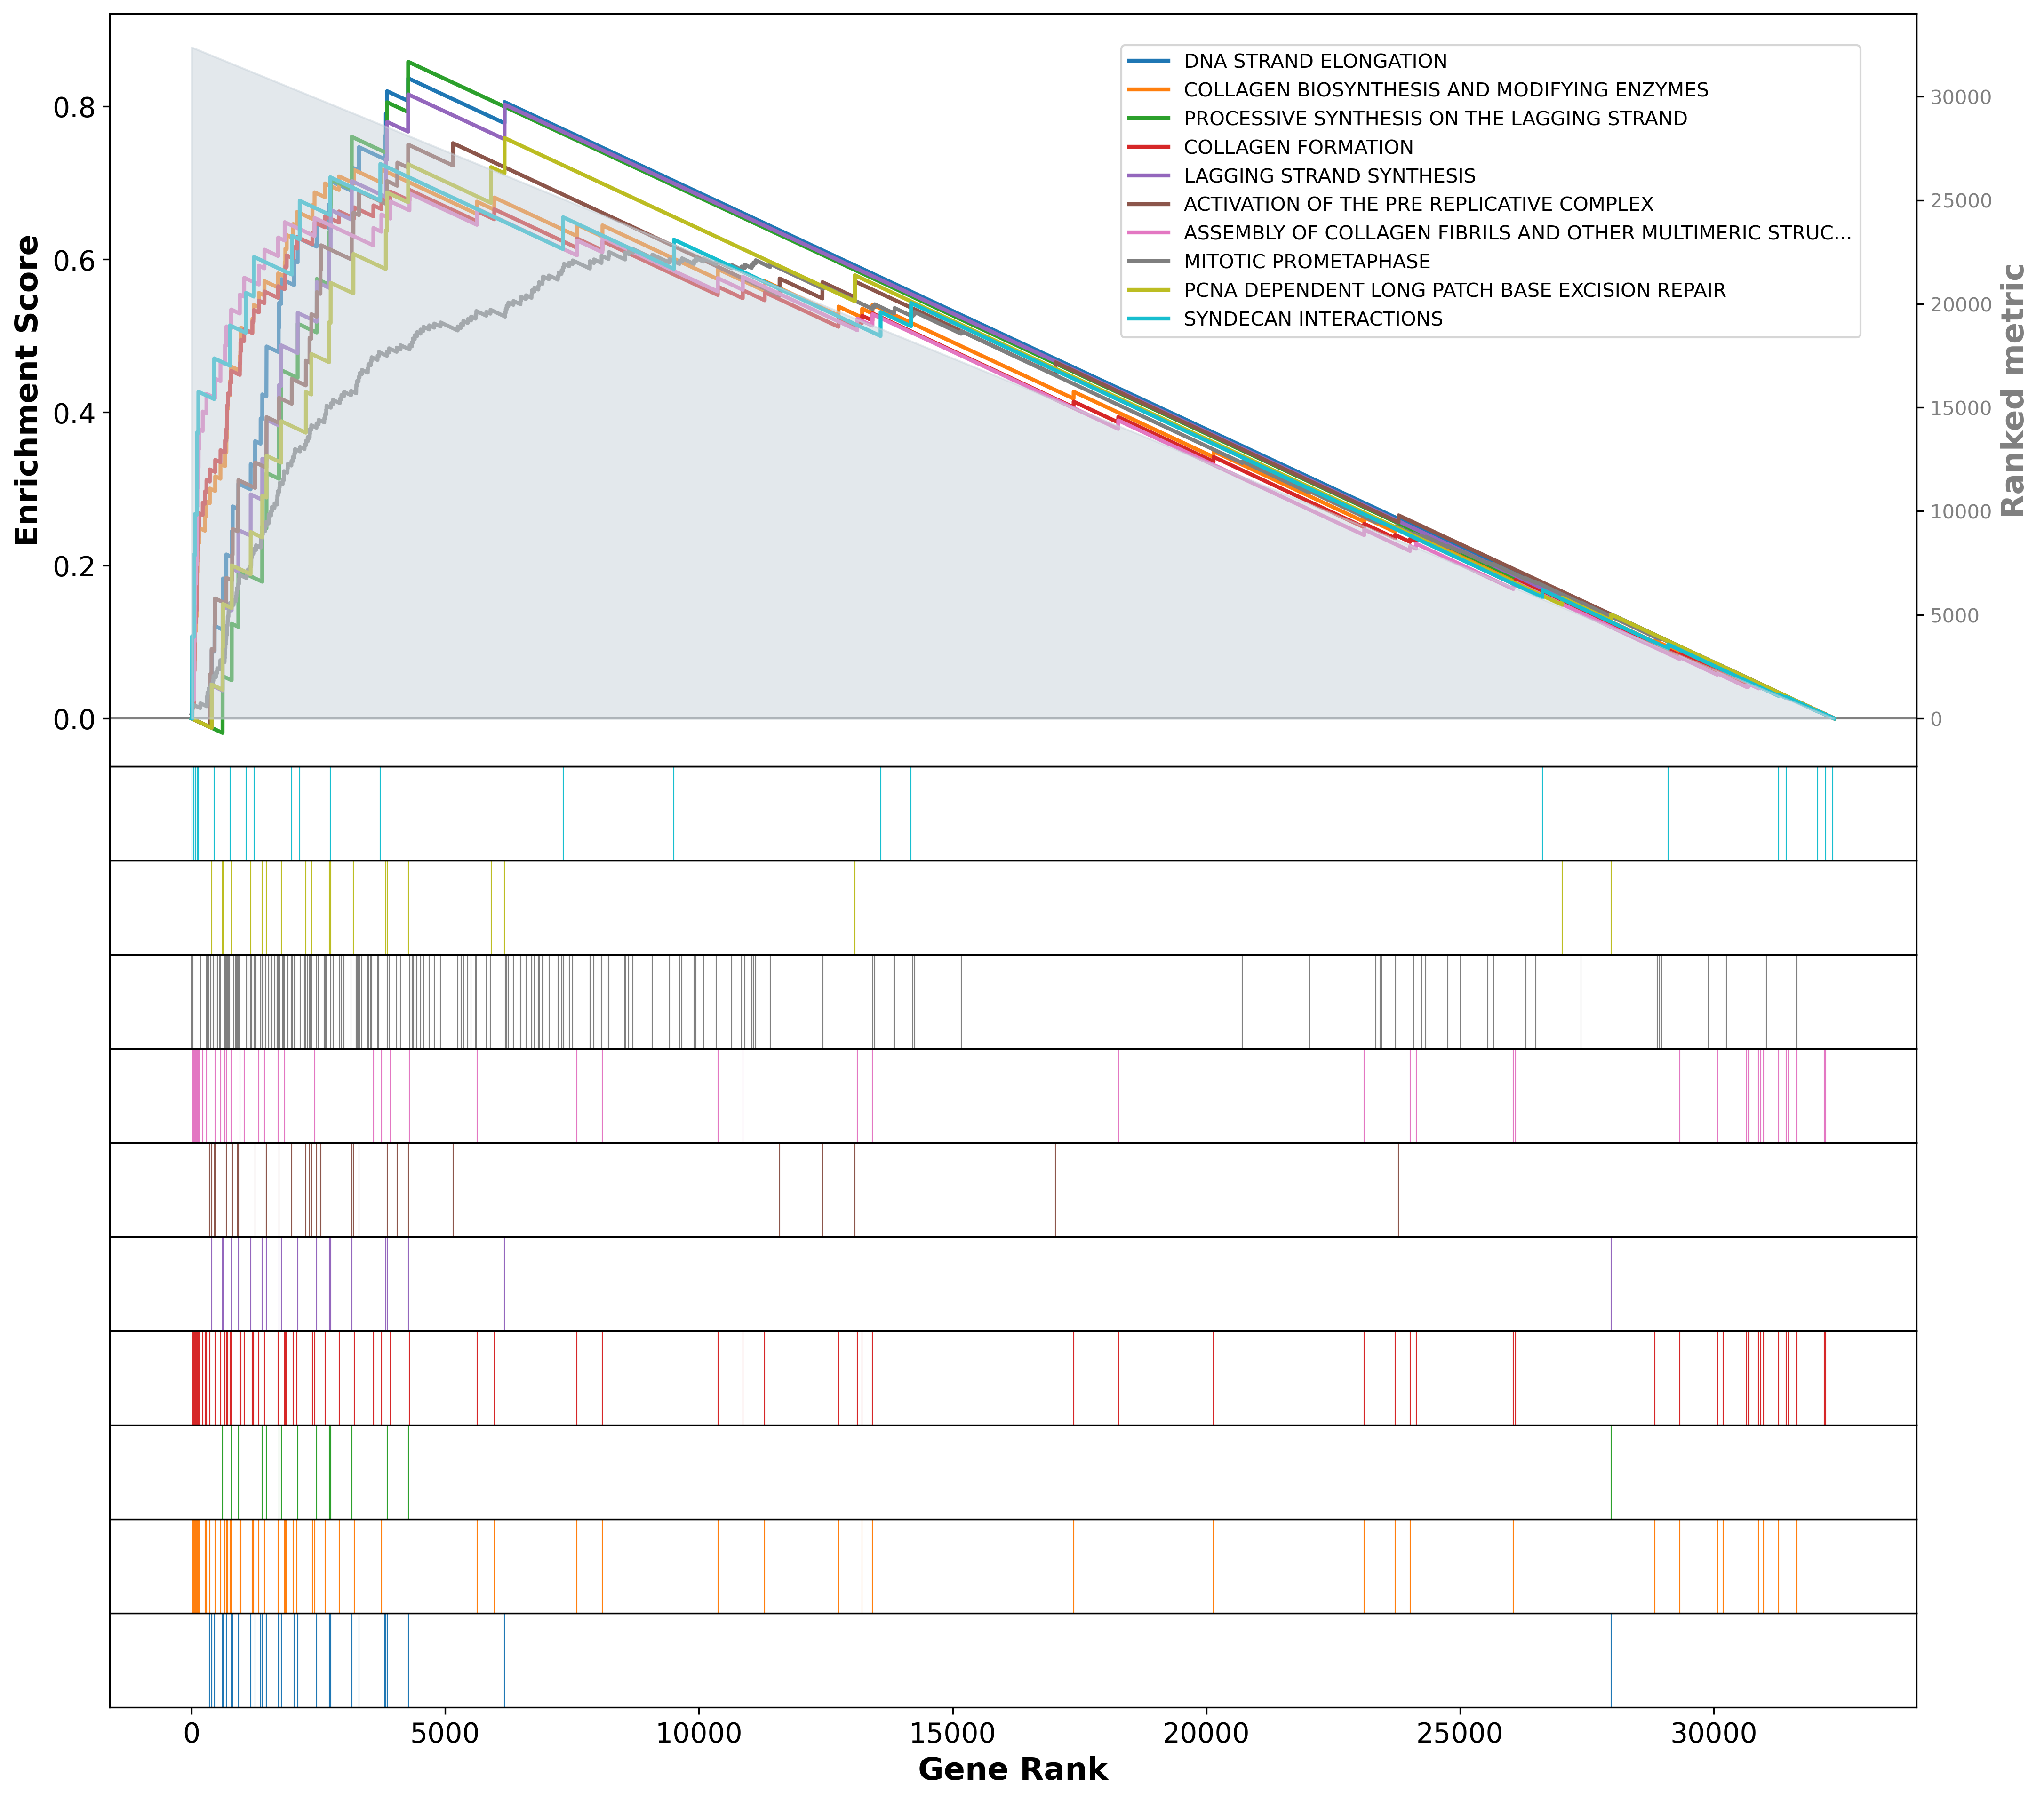 DNA STRAND ELONGATION
COLLAGEN BIOSYNTHESIS AND MODIFYING ENZYMES
PROCESSIVE SYNTHESIS ON THE LAGGING STRAND
COLLAGEN FORMATION
LAGGING STRAND SYNTHESIS
ACTIVATION OF THE PRE REPLICATIVE COMPLEX
ASSEMBLY OF COLLAGEN FIBRILS AND OTHER MULTIMERIC STRUC...
MITOTIC PROMETAPHASE
PCNA DEPENDENT LONG PATCH BASE EXCISION REPAIR
SYNDECAN INTERACTIONS
Enrichment Score
0.8
0.6
0.4
0.2
0.0
30000
25000
20000
15000
10000
5000
0
Ranked metric
0 5000 10000 15000 20000 25000 30000
Gene Rank